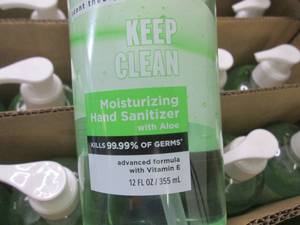 KEEP
CLEAN
Moisturizing
Hand Sanitizer
with Aloe
KILLS 99.99% OF GERMS*
advanced formula
with Vitamin E
12 FL OZ / 355 mL